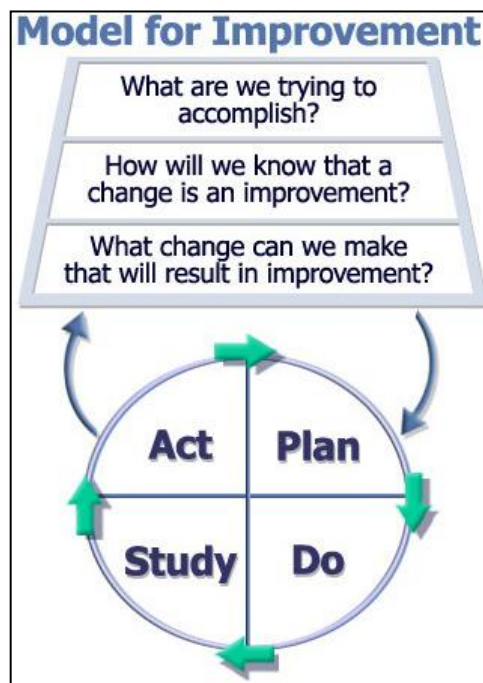 Model for Improvement
What are we trying to
accomplish?
How will we know that a
change is an improvement?
What change can we make
that will result in improvement?
Act
Plan
Study
Do